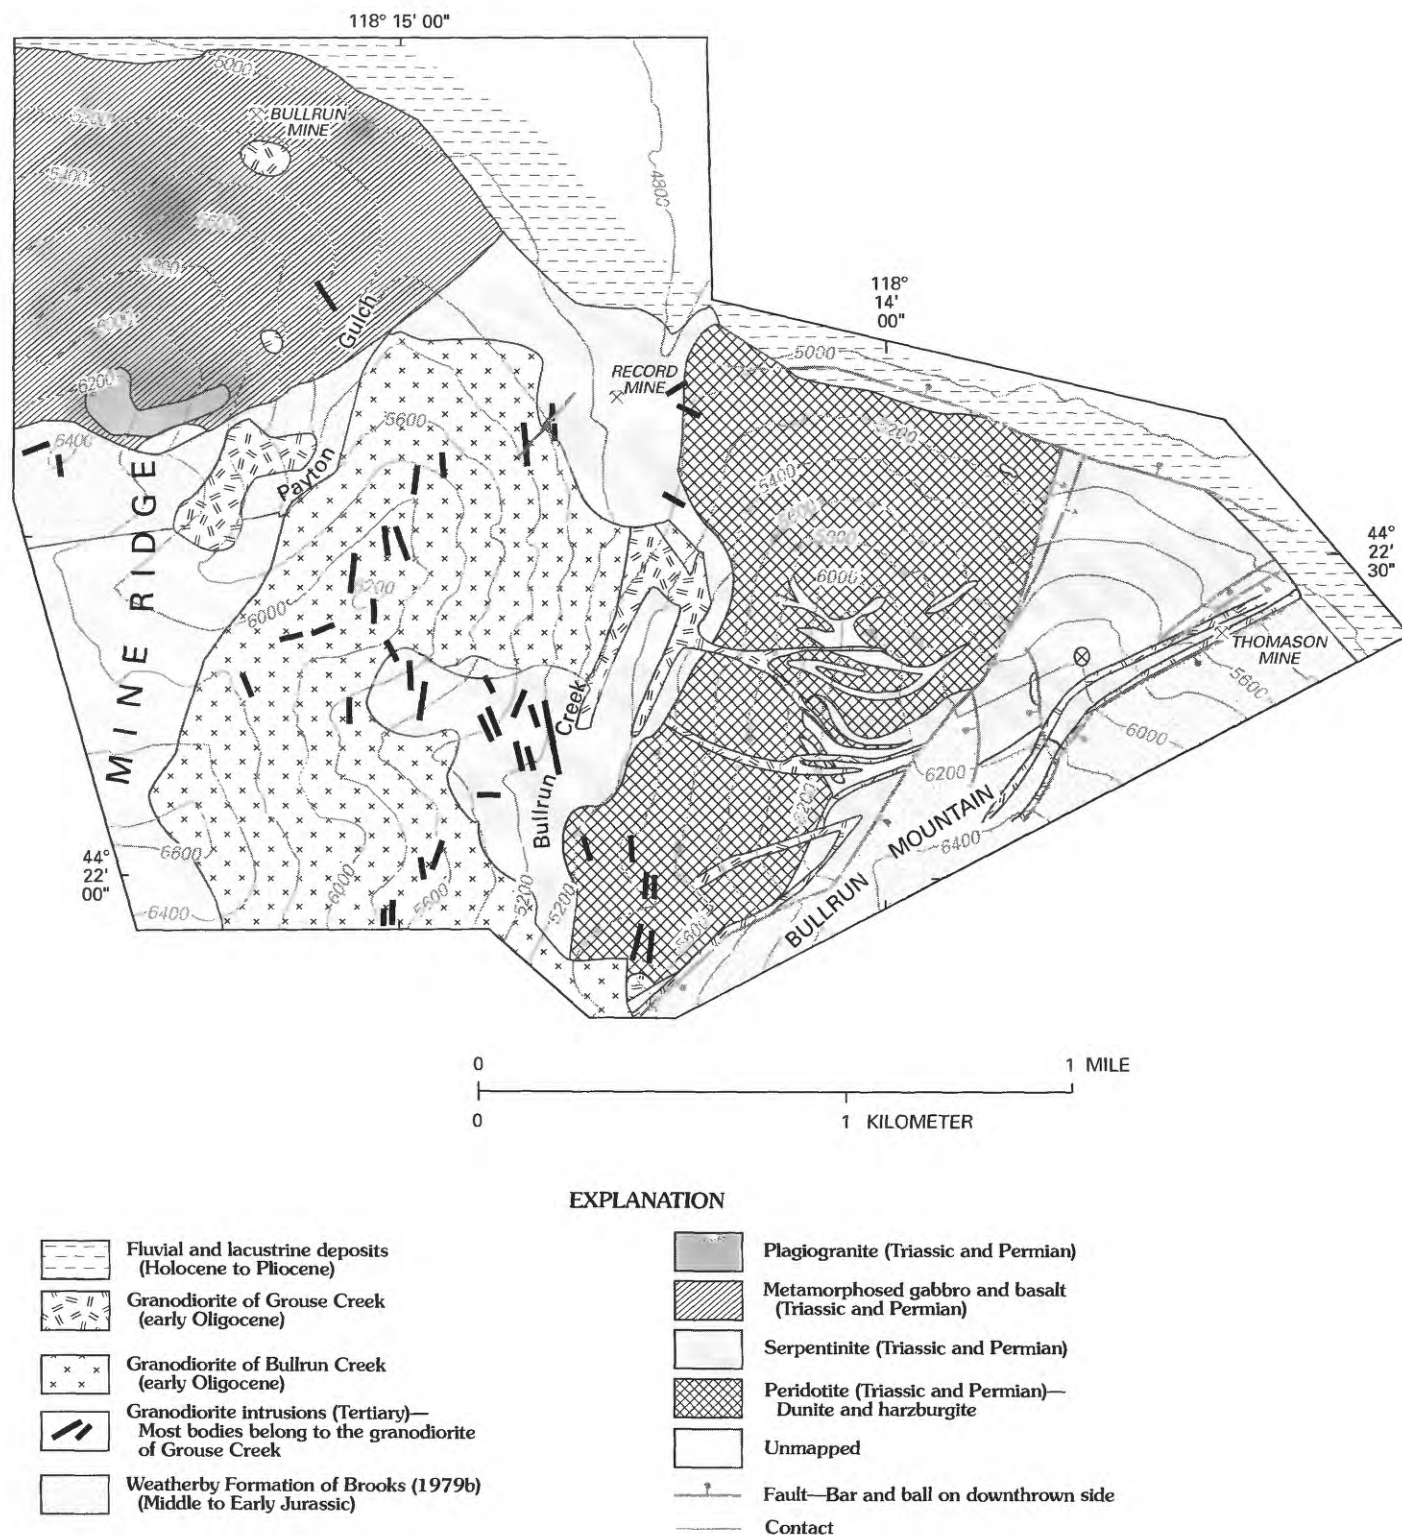 118° 15' 00"
5000
BULLRUN
MINE
5200
5400
4800
5600
5800
118°
14'
00"
6000
Gulch
5000
RECORD
MINE
6200
5600
5200
6400
Payton
5400
5600
5800
44°
22'
30"
6000
6200
6000
MINE RIDGE
THOMASON
MINE
5600
Creek
6000
6200
6200
Bullrun
BULLRUN MOUNTAIN
6400
6600
44°
22'
00"
6000
5600
5200
5200
5600
6400
0 1 MILE
0 1 KILOMETER
EXPLANATION
Fluvial and lacustrine deposits
(Holocene to Pliocene)
Granodiorite of Grouse Creek
(early Oligocene)
Granodiorite of Bullrun Creek
(early Oligocene)
Granodiorite intrusions (Tertiary)—
Most bodies belong to the granodiorite
of Grouse Creek
Weatherby Formation of Brooks (1979b)
(Middle to Early Jurassic)
Plagiogranite (Triassic and Permian)
Metamorphosed gabbro and basalt
(Triassic and Permian)
Serpentinite (Triassic and Permian)
Peridotite (Triassic and Permian)—
Dunite and harzburgite
Unmapped
Fault—Bar and ball on downthrown side
Contact